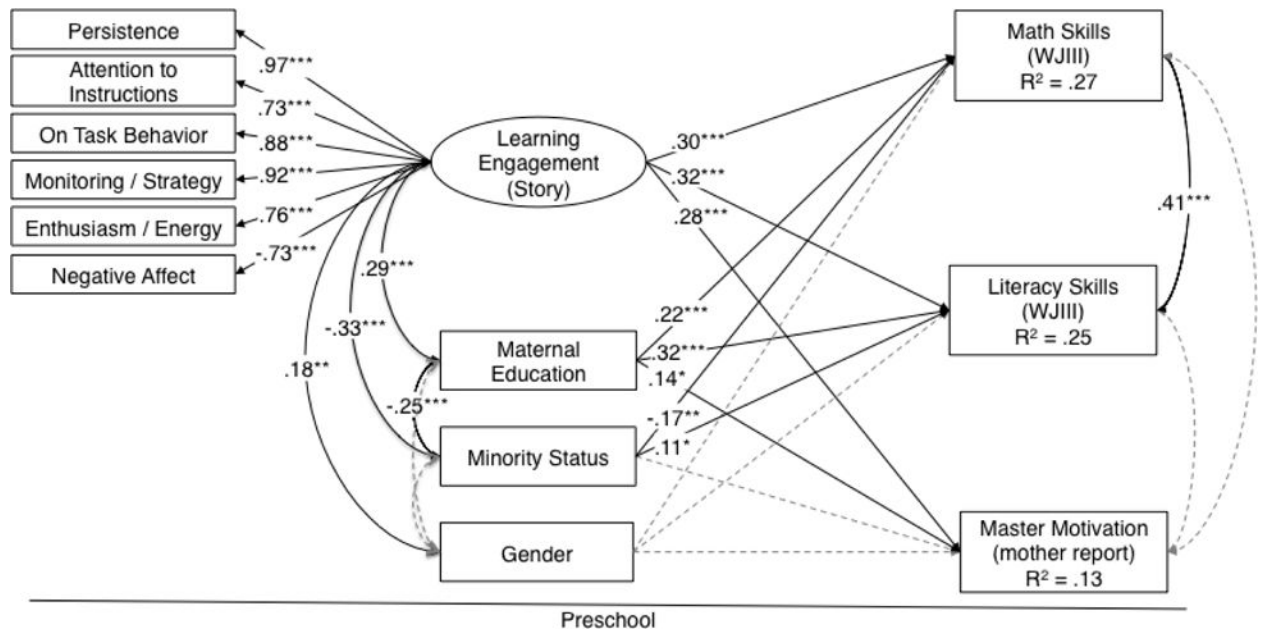 Persistence
Attention to
Instructions
On Task Behavior
Monitoring / Strategy
Enthusiasm / Energy
Negative Affect
.97***
.73***
.88***
.92***
.76***
-.73***
Learning
Engagement
(Story)
.29***
-.33***
.18**
-.25***
Maternal
Education
Minority Status
Gender
.30***
.32***
.28***
.22***
.32***
.14*
-.17**
.11*
Math Skills
(WJIII)
R² = .27
.41***
Literacy Skills
(WJIII)
R² = .25
Master Motivation
(mother report)
R² = .13
Preschool